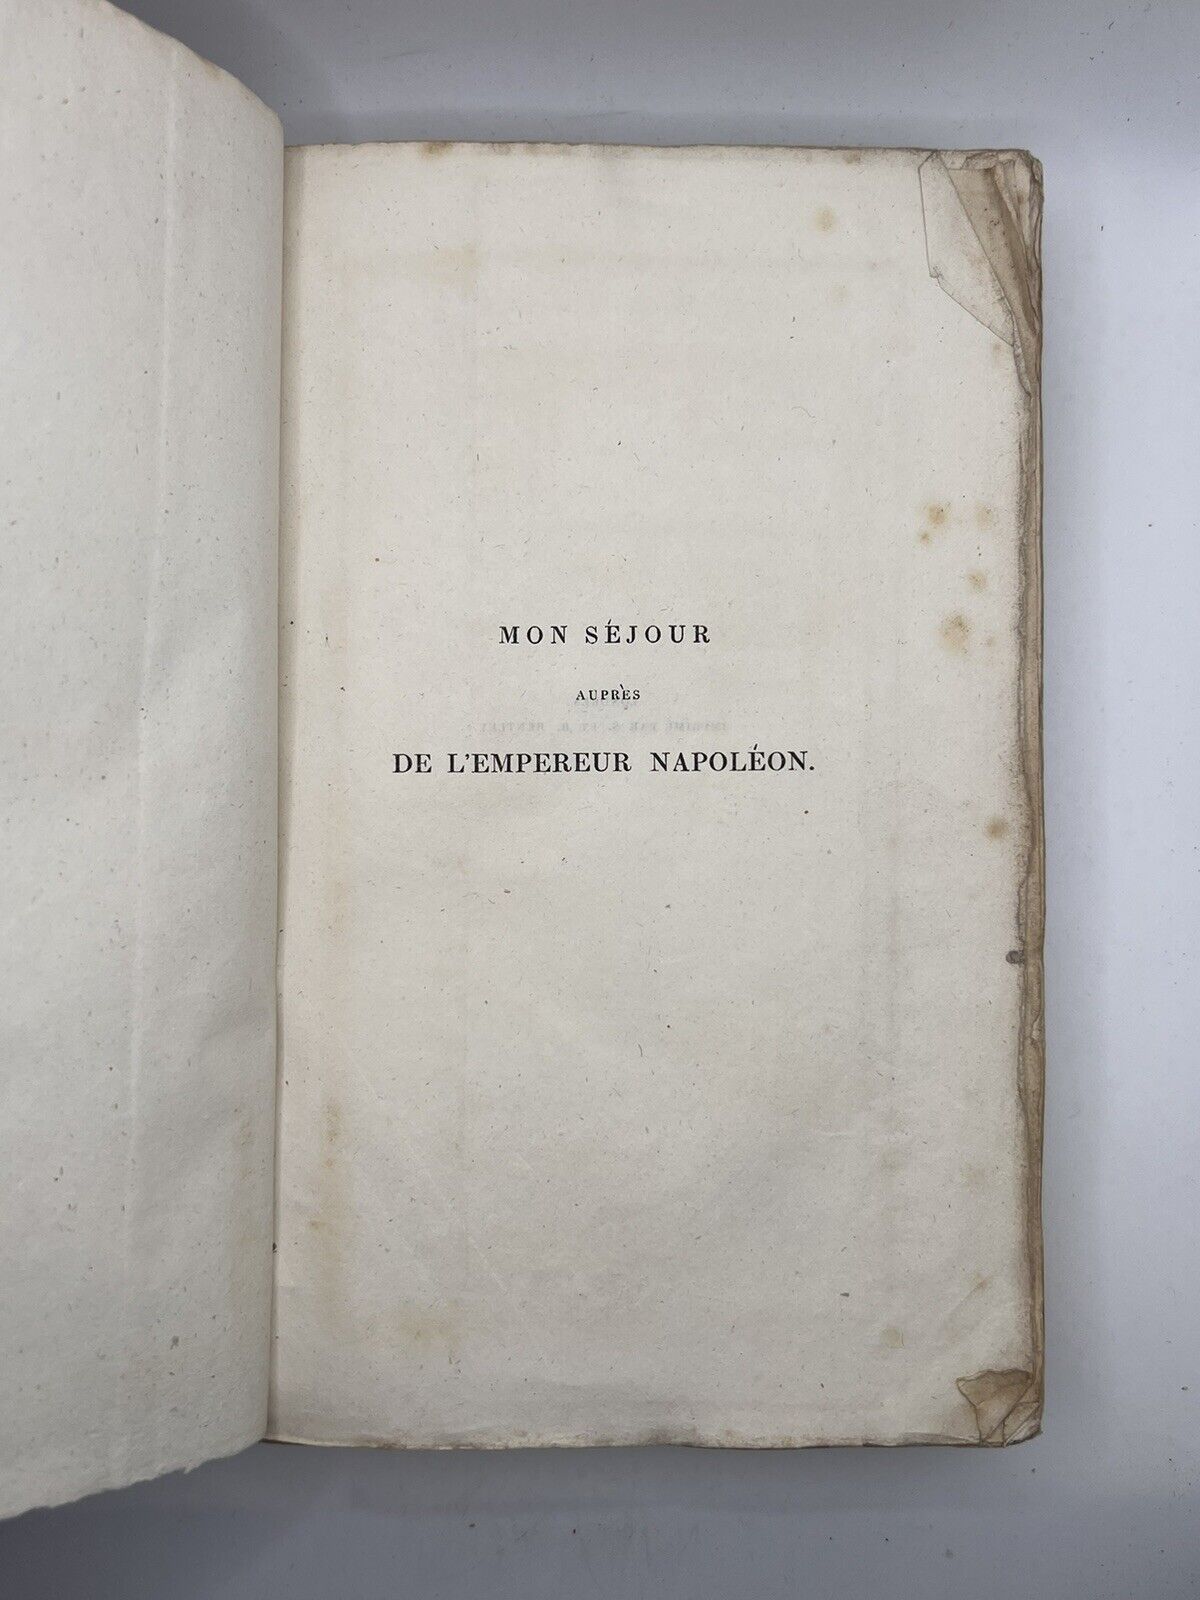 MON SÉJOUR
AUPRÈS
DE L'EMPEREUR NAPOLÉON.